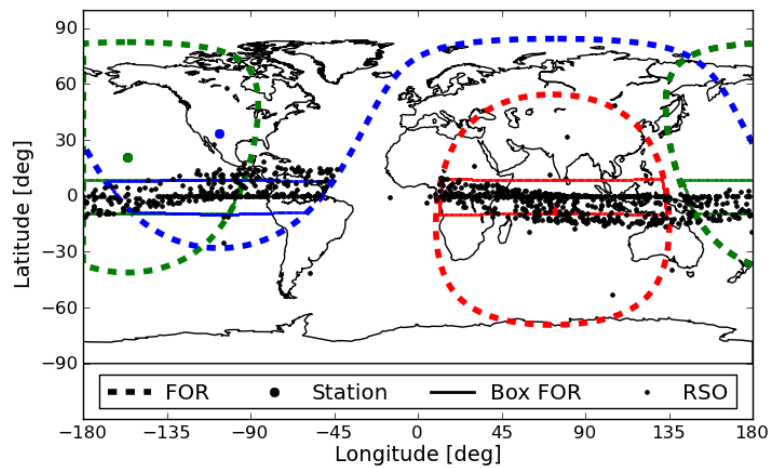 90
60
30
0
−30
−60
−90
Latitude [deg]
FOR
Station
Box FOR
RSO
−180 −135 −90 −45 0 45 90 135 180
Longitude [deg]